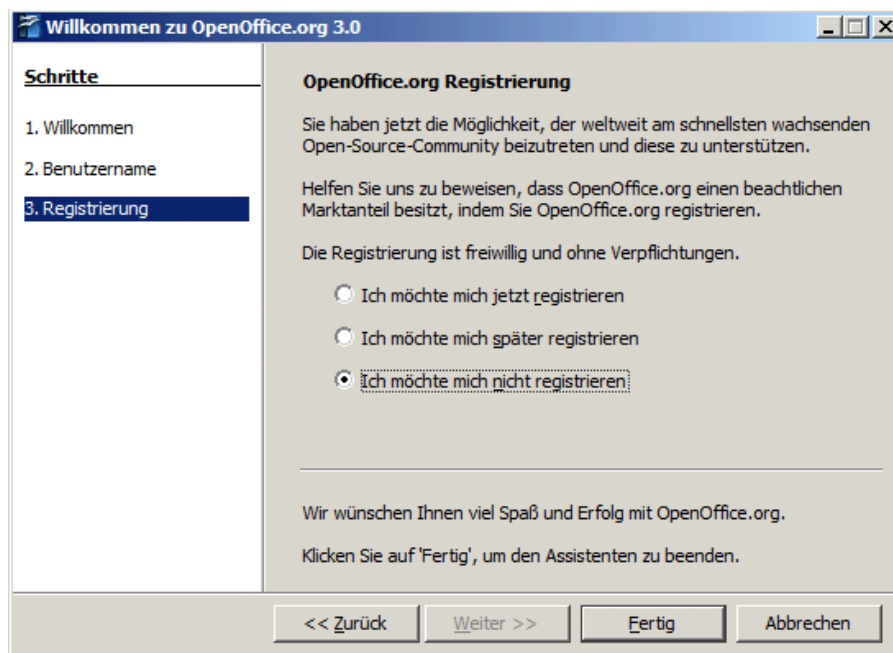 Willkommen zu OpenOffice.org 3.0
Schritte
1. Willkommen
2. Benutzername
3. Registrierung
OpenOffice.org Registrierung
Sie haben jetzt die Möglichkeit, der weltweit am schnellsten wachsenden
Open-Source-Community beizutreten und diese zu unterstützen.
Helfen Sie uns zu beweisen, dass OpenOffice.org einen beachtlichen
Marktanteil besitzt, indem Sie OpenOffice.org registrieren.
Die Registrierung ist freiwillig und ohne Verpflichtungen.
Ich möchte mich jetzt registrieren
Ich möchte mich später registrieren
Ich möchte mich nicht registrieren
Wir wünschen Ihnen viel Spaß und Erfolg mit OpenOffice.org.
Klicken Sie auf 'Fertig', um den Assistenten zu beenden.
<< Zurück
Weiter >>
Fertig
Abbrechen